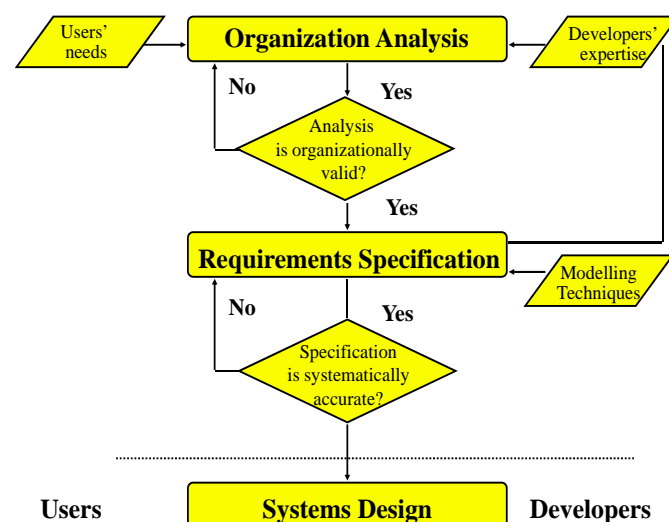 Users'
needs
Organization Analysis
Developers'
expertise
No
Yes
Analysis
is organizationally
valid?
Yes
Requirements Specification
Modelling
Techniques
No
Yes
Specification
is systematically
accurate?
Users
Systems Design
Developers